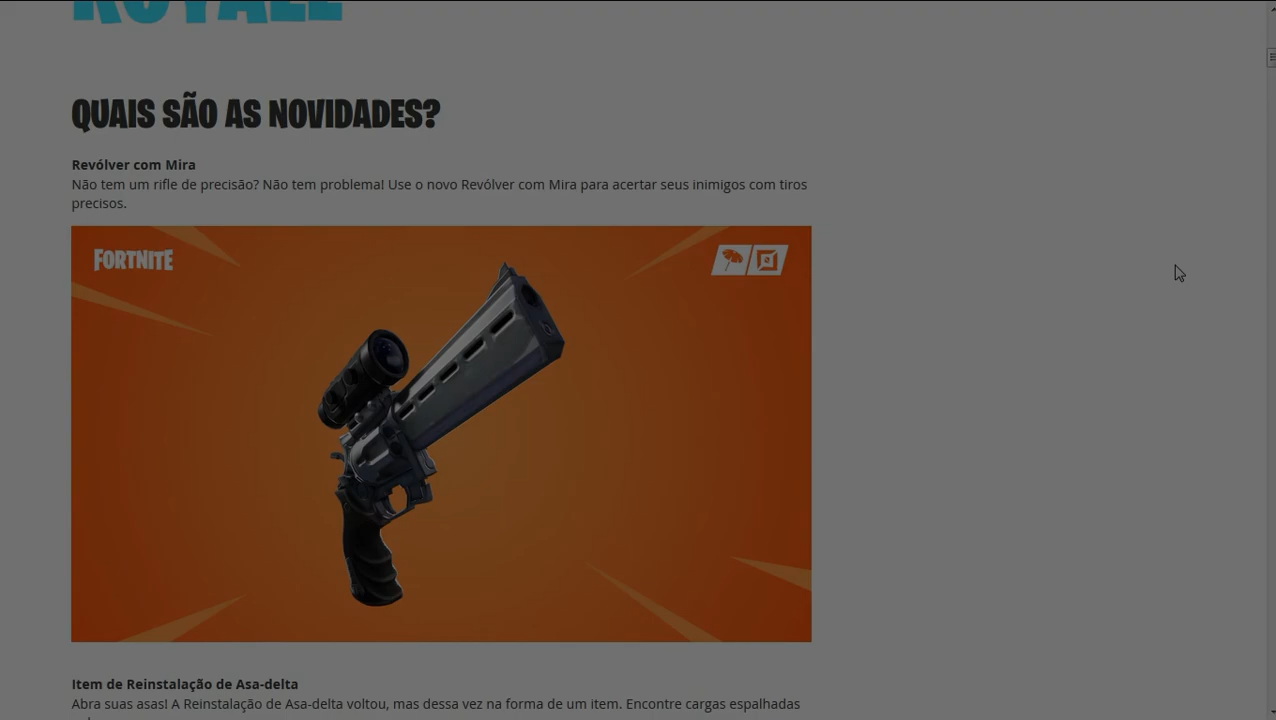 ROYALE
QUAIS SÃO AS NOVIDADES?
Revólver com Mira
Não tem um rifle de precisão? Não tem problema! Use o novo Revólver com Mira para acertar seus inimigos com tiros
precisos.
FORTNITE
Item de Reinstalação de Asa-delta
Abra suas asas! A Reinstalação de Asa-delta voltou, mas dessa vez na forma de um item. Encontre cargas espalhadas